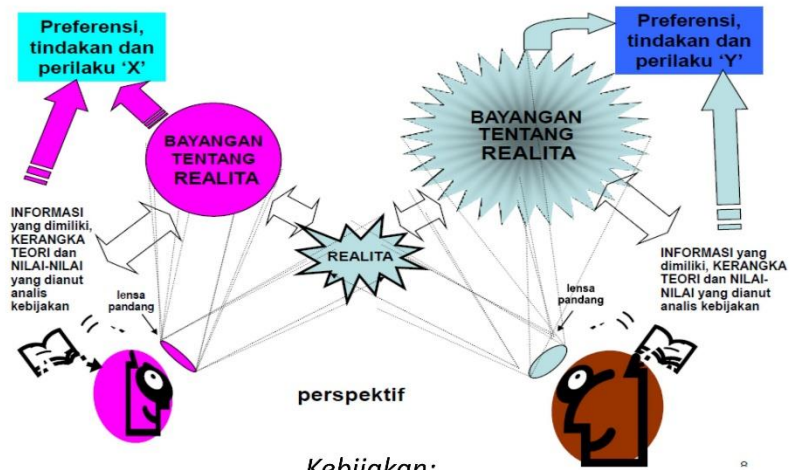 Preferensi,
tindakan dan
perilaku ‘X’
Preferensi,
tindakan dan
perilaku ‘Y’
BAYANGAN
TENTANG
REALITA
BAYANGAN
TENTANG
REALITA
INFORMASI
yang dimiliki,
KERANGKA
TEORI dan
NILAI-NILAI
yang dianut
analis
kebijakan
lensa
pandang
REALITA
lensa
pandang
INFORMASI yang
dimiliki, KERANGKA
TEORI dan NILAI-
NILAI yang dianut
analis kebijakan
perspektif
Kebijakan: